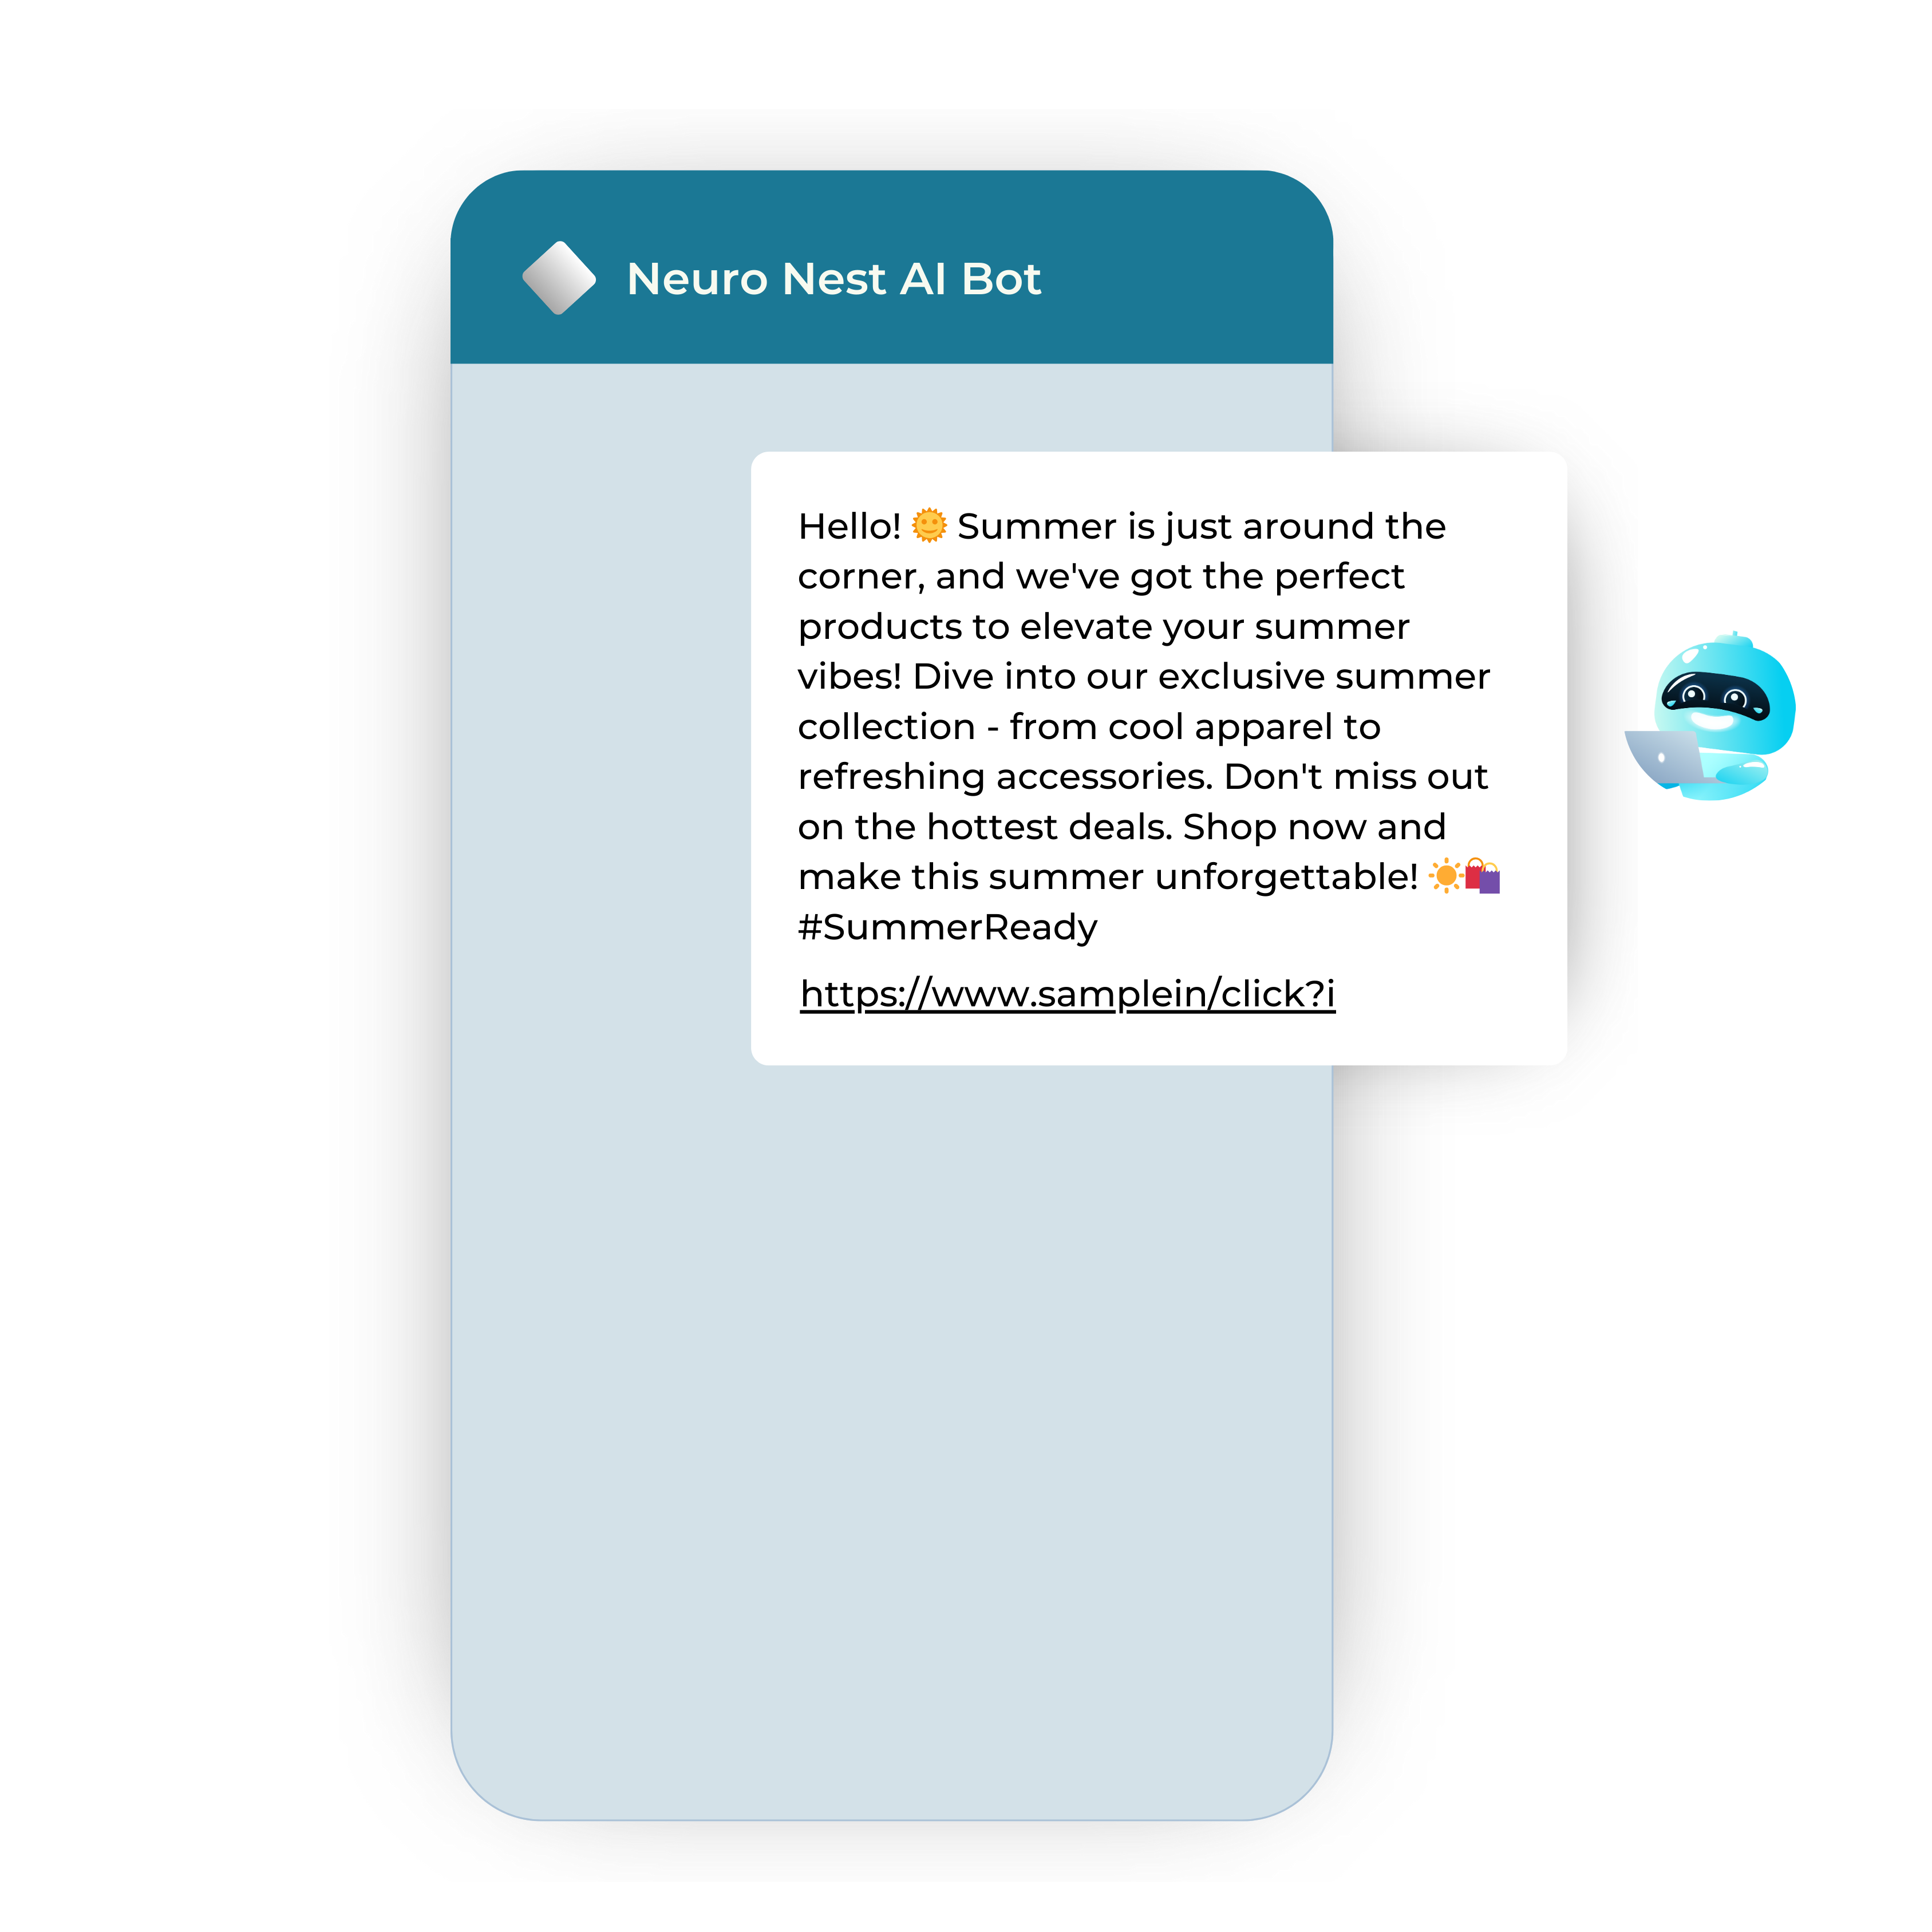 Neuro Nest AI Bot
Hello! 🌞 Summer is just around the
corner, and we've got the perfect
products to elevate your summer
vibes! Dive into our exclusive summer
collection - from cool apparel to
refreshing accessories. Don't miss out
on the hottest deals. Shop now and
make this summer unforgettable! ☀️🛍️
#SummerReady
https://www.samplein/click?i